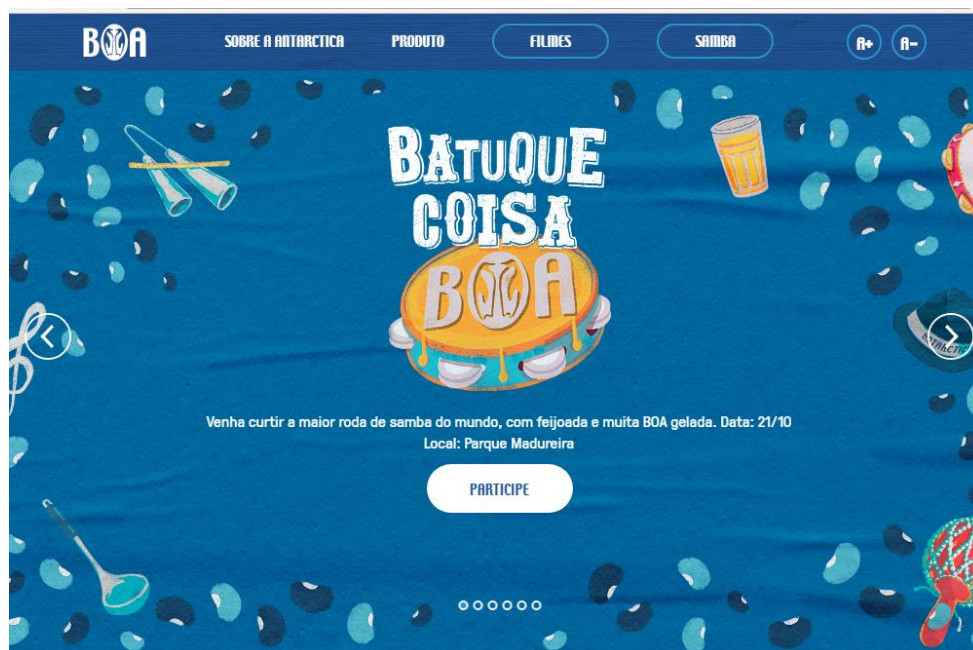 BOA
SOBRE A ANTARCTICA
PRODUTO
FILMES
SAMBA
A+
A-
BATUQUE
COISA
BOA
ANTARCTIC
Venha curtir a maior roda de samba do mundo, com feijoada e muita BOA gelada. Data: 21/10
Local: Parque Madureira
PARTICIPE